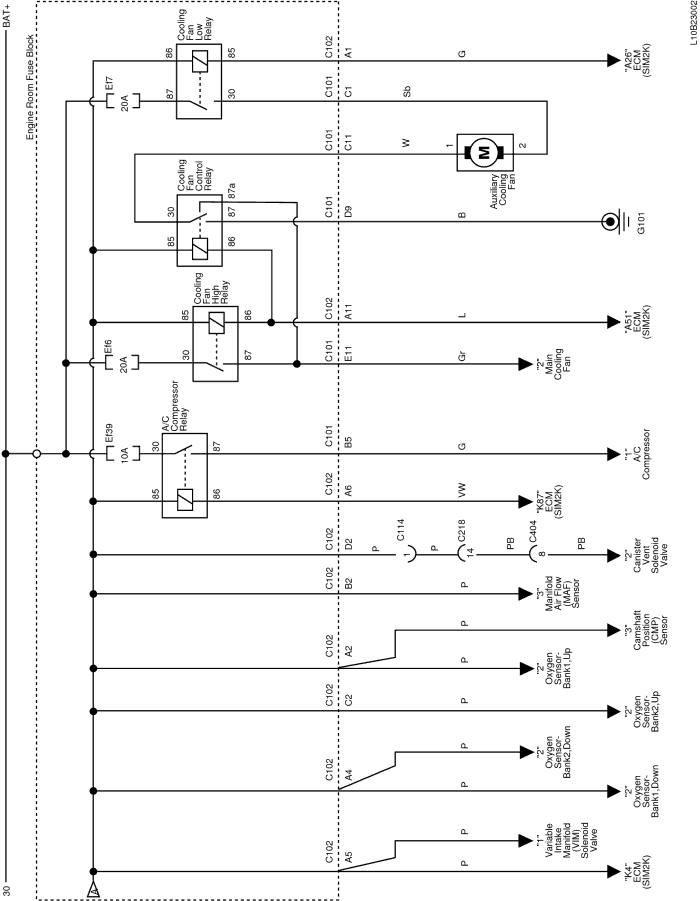 30
BAT+
L10B23002
Engine Room Fuse Block
A
Cooling
Fan
Low
Relay
86
85
87
30
Ef7
20A
C102
A1
G
"A26"
ECM
(SIM2K)
C101
C1
Sb
C101
C11
W
1
2
M
Auxiliary
Cooling
Fan
Cooling
Fan
Control
Relay
30
87a
87
85
86
C101
D9
B
G101
Cooling
Fan
High
Relay
85
86
30
87
Ef6
20A
C102
A11
L
"A51"
ECM
(SIM2K)
C101
E11
Gr
"2"
Main
Cooling
Fan
A/C
Compressor
Relay
30
87
85
86
Ef39
10A
C101
B5
G
"1"
A/C
Compressor
C102
A6
VW
"K87"
ECM
(SIM2K)
C102
D2
P
C114
1
P
C218
14
PB
C404
8
PB
"2"
Canister
Vent
Solenoid
Valve
C102
B2
P
"3"
Manifold
Air Flow
(MAF)
Sensor
C102
A2
P
"3"
Camshaft
Position
(CMP)
Sensor
P
"2"
Oxygen
Sensor-
Bank1,Up
C102
C2
P
"2"
Oxygen
Sensor-
Bank2,Up
C102
A4
P
"2"
Oxygen
Sensor-
Bank2,Down
P
"2"
Oxygen
Sensor-
Bank1,Down
C102
A5
P
"1"
Variable
Intake
Manifold
(VIM)
Solenoid
Valve
P
"K4"
ECM
(SIM2K)